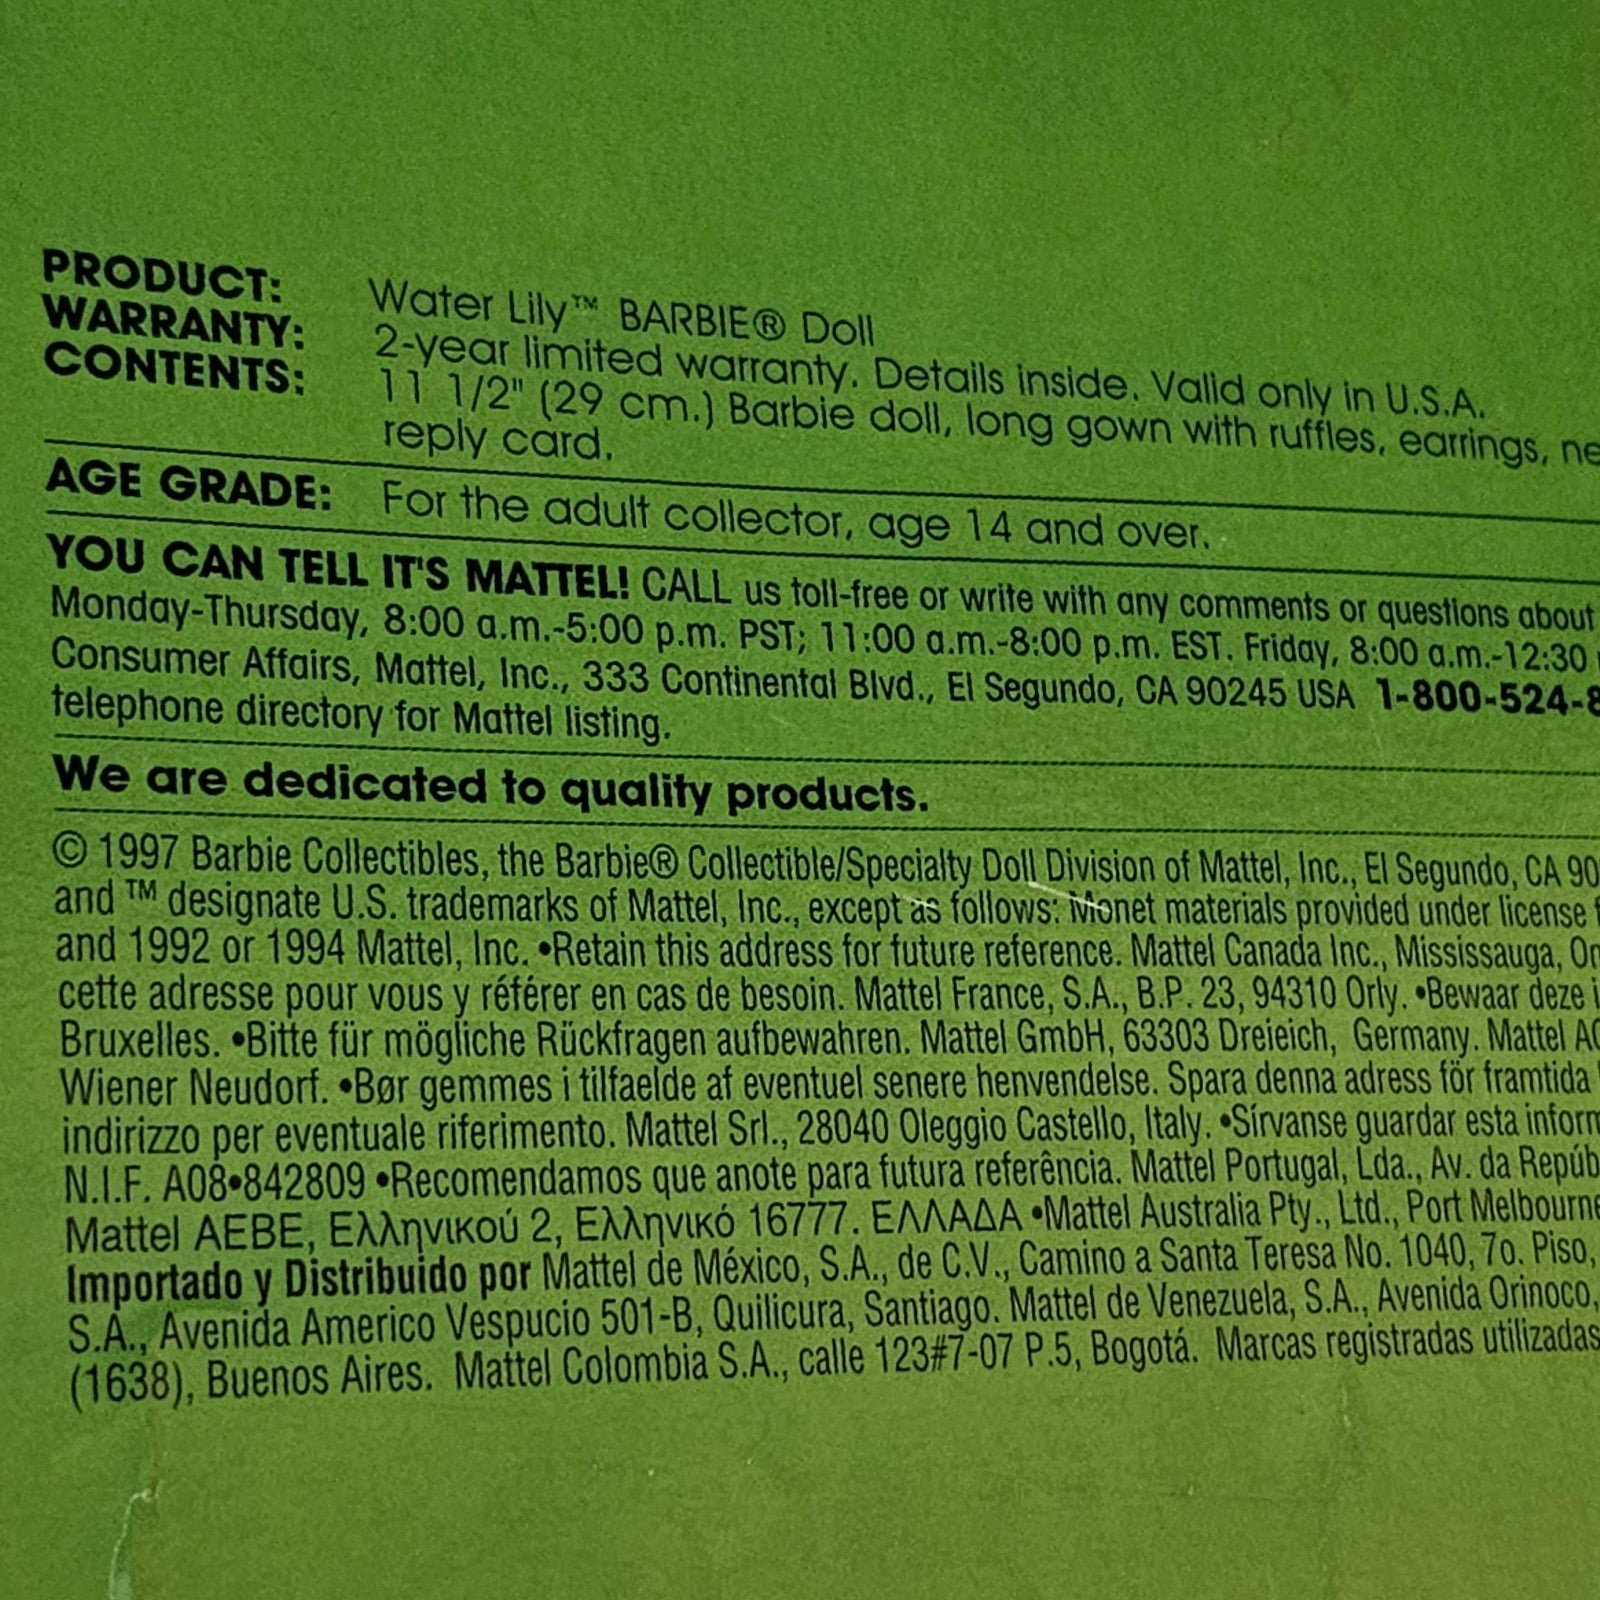 PRODUCT: Water Lily™ BARBIE® Doll
WARRANTY: 2-year limited warranty. Details inside. Valid only in U.S.A.
CONTENTS: 11 1/2" (29 cm.) Barbie doll, long gown with ruffles, earrings, ne
reply card.
AGE GRADE: For the adult collector, age 14 and over.
YOU CAN TELL IT'S MATTEL! CALL us toll-free or write with any comments or questions about
Monday-Thursday, 8:00 a.m.-5:00 p.m. PST; 11:00 a.m.-8:00 p.m. EST. Friday, 8:00 a.m.-12:30
Consumer Affairs, Mattel, Inc., 333 Continental Blvd., El Segundo, CA 90245 USA 1-800-524-8
telephone directory for Mattel listing.
We are dedicated to quality products.
© 1997 Barbie Collectibles, the Barbie® Collectible/Specialty Doll Division of Mattel, Inc., El Segundo, CA 90
and ™ designate U.S. trademarks of Mattel, Inc., except as follows: Monet materials provided under license f
and 1992 or 1994 Mattel, Inc. •Retain this address for future reference. Mattel Canada Inc., Mississauga, On
cette adresse pour vous y référer en cas de besoin. Mattel France, S.A., B.P. 23, 94310 Orly. •Bewaar deze i
Bruxelles. •Bitte für mögliche Rückfragen aufbewahren. Mattel GmbH, 63303 Dreieich, Germany. Mattel AG
Wiener Neudorf. •Bør gemmes i tilfaelde af eventuel senere henvendelse. Spara denna adress för framtida
indirizzo per eventuale riferimento. Mattel Srl., 28040 Oleggio Castello, Italy. •Sírvanse guardar esta inform
N.I.F. A08•842809 •Recomendamos que anote para futura referência. Mattel Portugal, Lda., Av. da Repúb
Mattel AEBE, Ελληνικού 2, Ελληνικό 16777. ΕΛΛΑΔΑ •Mattel Australia Pty., Ltd., Port Melbourne
Importado y Distribuido por Mattel de México, S.A., de C.V., Camino a Santa Teresa No. 1040, 7o. Piso,
S.A., Avenida Americo Vespucio 501-B, Quilicura, Santiago. Mattel de Venezuela, S.A., Avenida Orinoco,
(1638), Buenos Aires. Mattel Colombia S.A., calle 123#7-07 P.5, Bogotá. Marcas registradas utilizadas